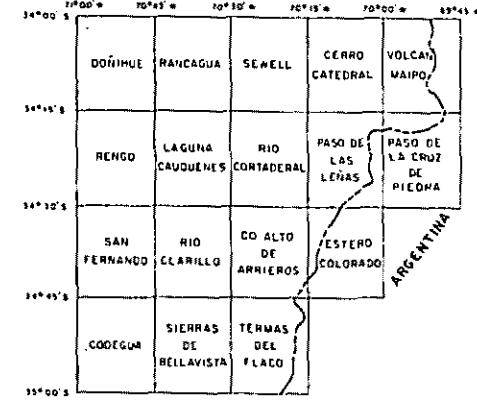 71°00' 70°45' 70°30' 70°15' 70°00' 69°45'
34°00' S
DOÑIHUE RANCAGUA SEWELL CERRO CATEDRAL VOLCAN MAIPO
34°15' S
RENGO LAGUNA CAUQUENES RIO CORTADERAL PASO DE LAS LEÑAS PASO DE LA CRUZ DE PIEDRA
34°30' S
SAN FERNANDO RIO CLARILLO CO ALTO DE ARRIEROS ESTERO COLORADO ARGENTINA
34°45' S
CODEGUA SIERRAS DE BELLAVISTA TERMAS DEL FLACO
35°00' S